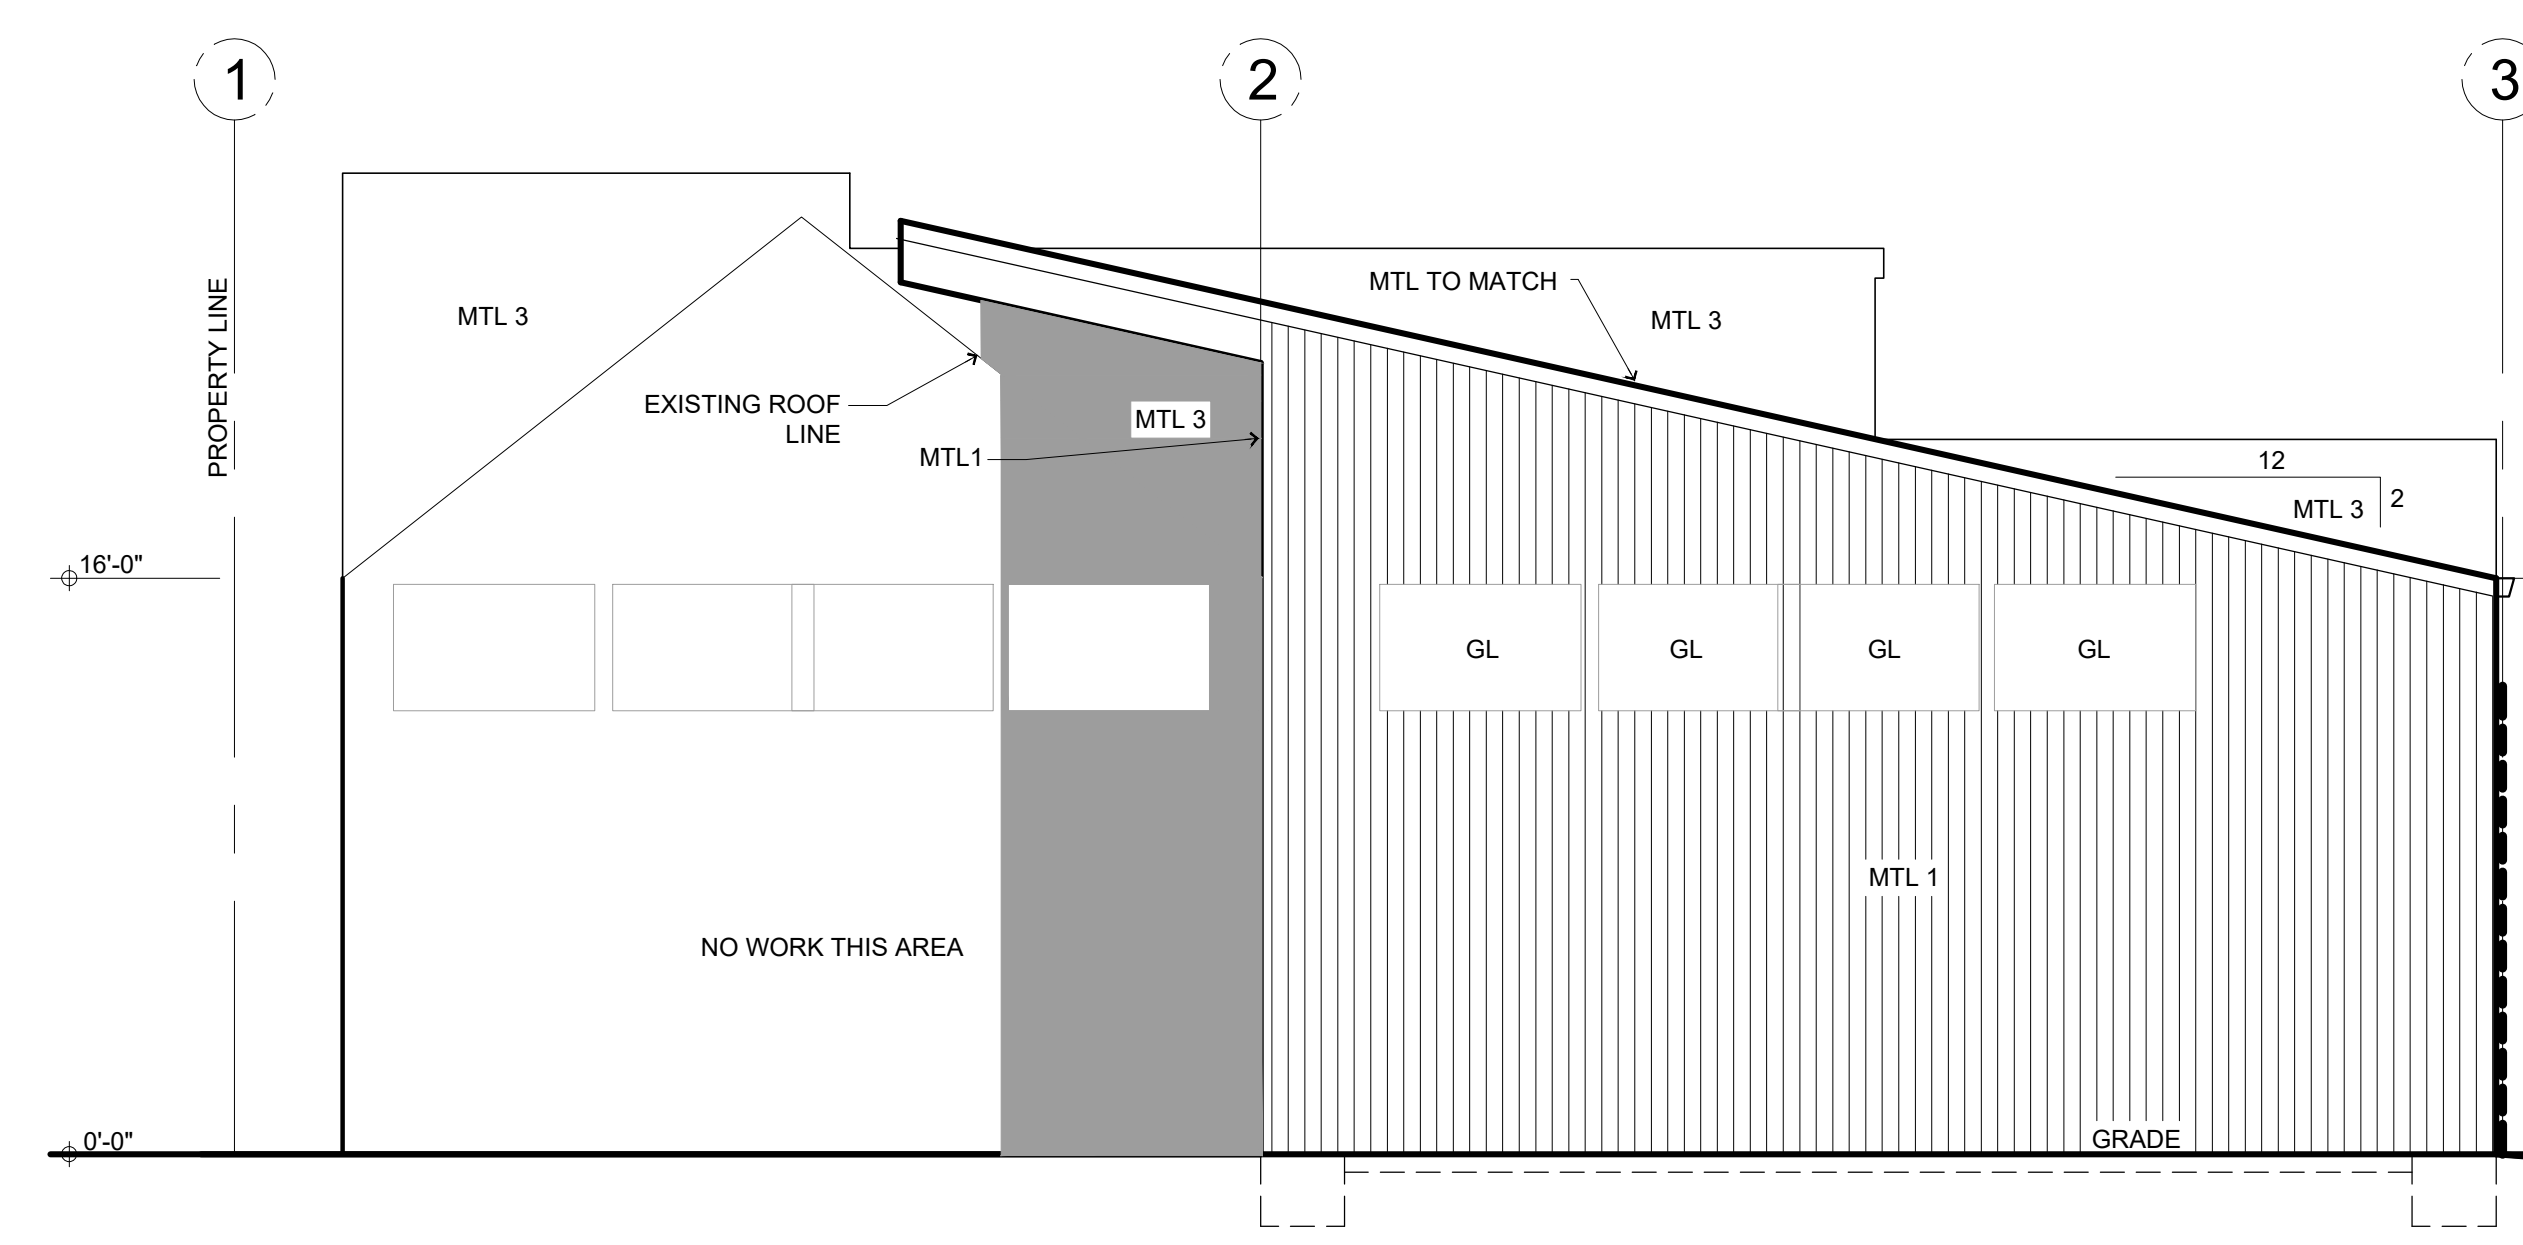 1
2
3
PROPERTY LINE
MTL 3
MTL TO MATCH
MTL 3
EXISTING ROOF
LINE
MTL 3
MTL1
12
2
MTL 3
16'-0"
GL
GL
GL
GL
MTL 1
NO WORK THIS AREA
GRADE
0'-0"